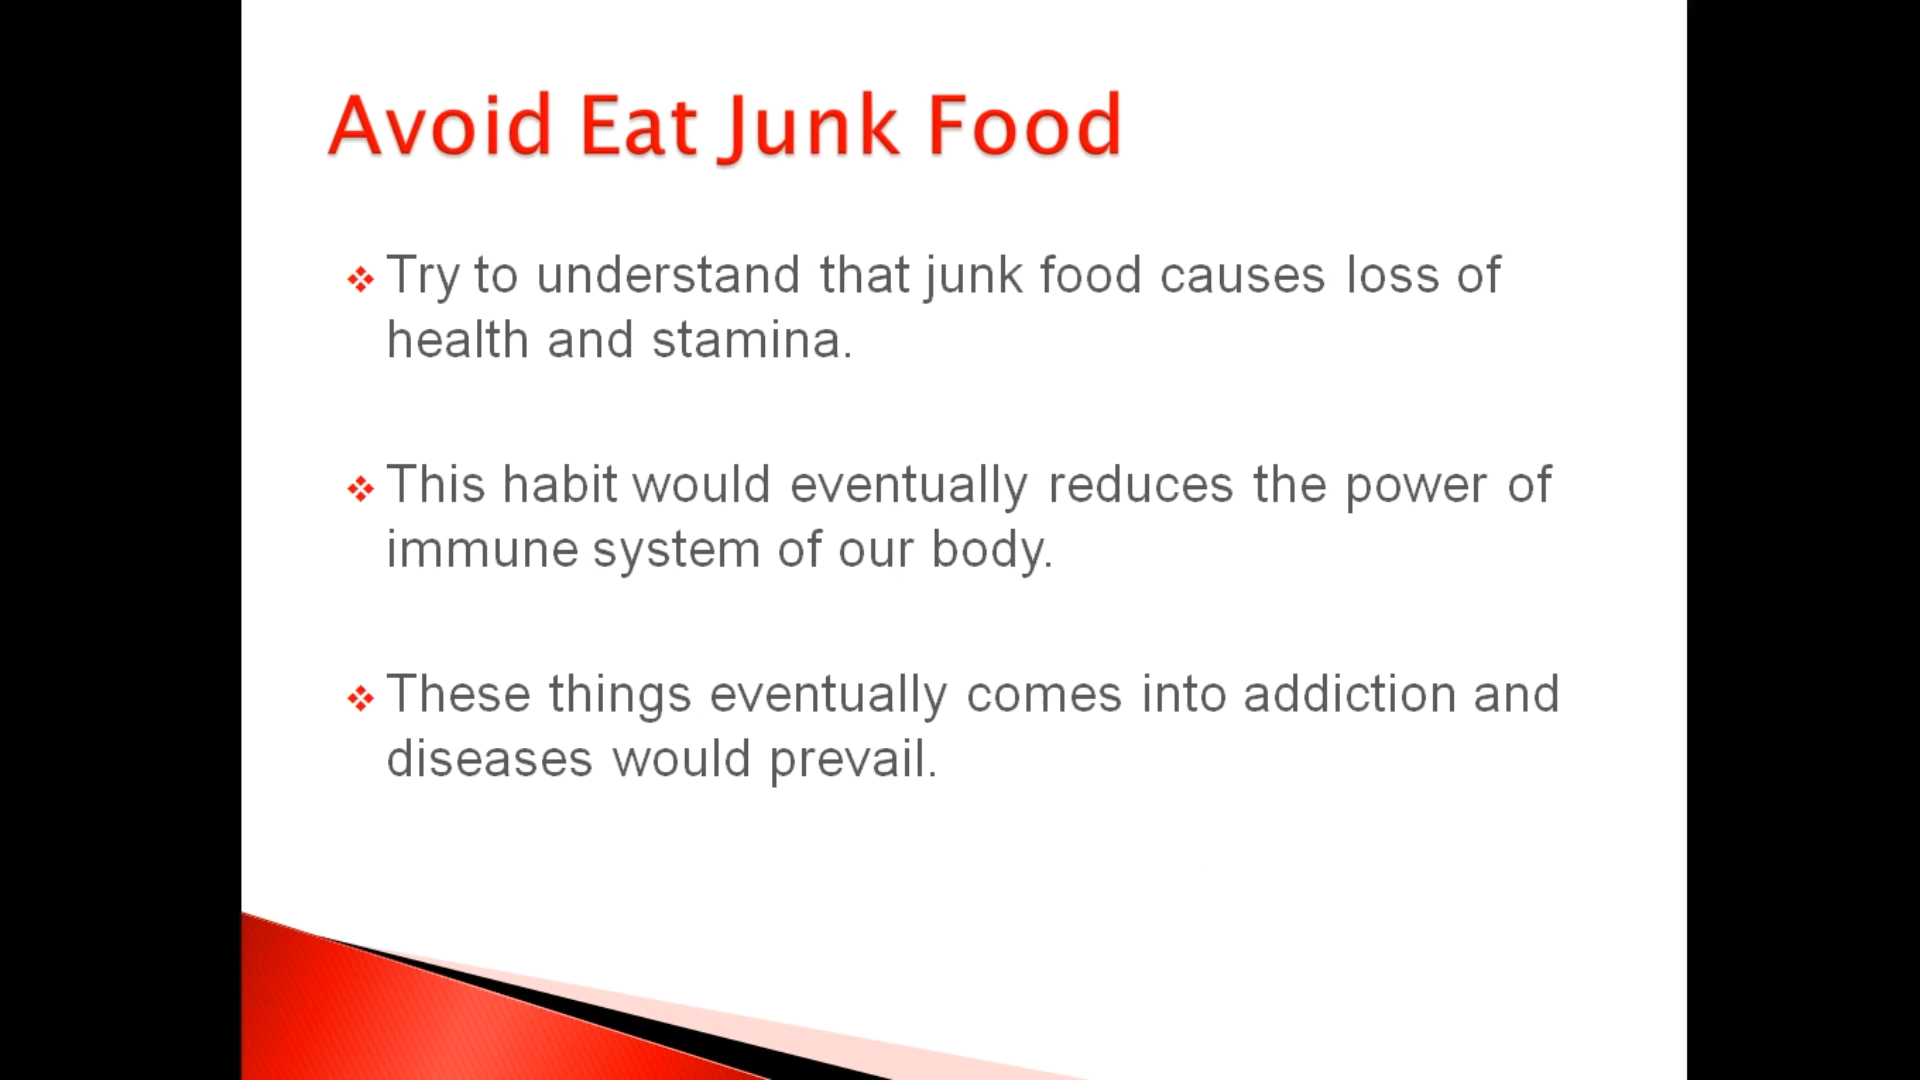 Avoid Eat Junk Food
Try to understand that junk food causes loss of
health and stamina.
This habit would eventually reduces the power of
immune system of our body.
These things eventually comes into addiction and
diseases would prevail.